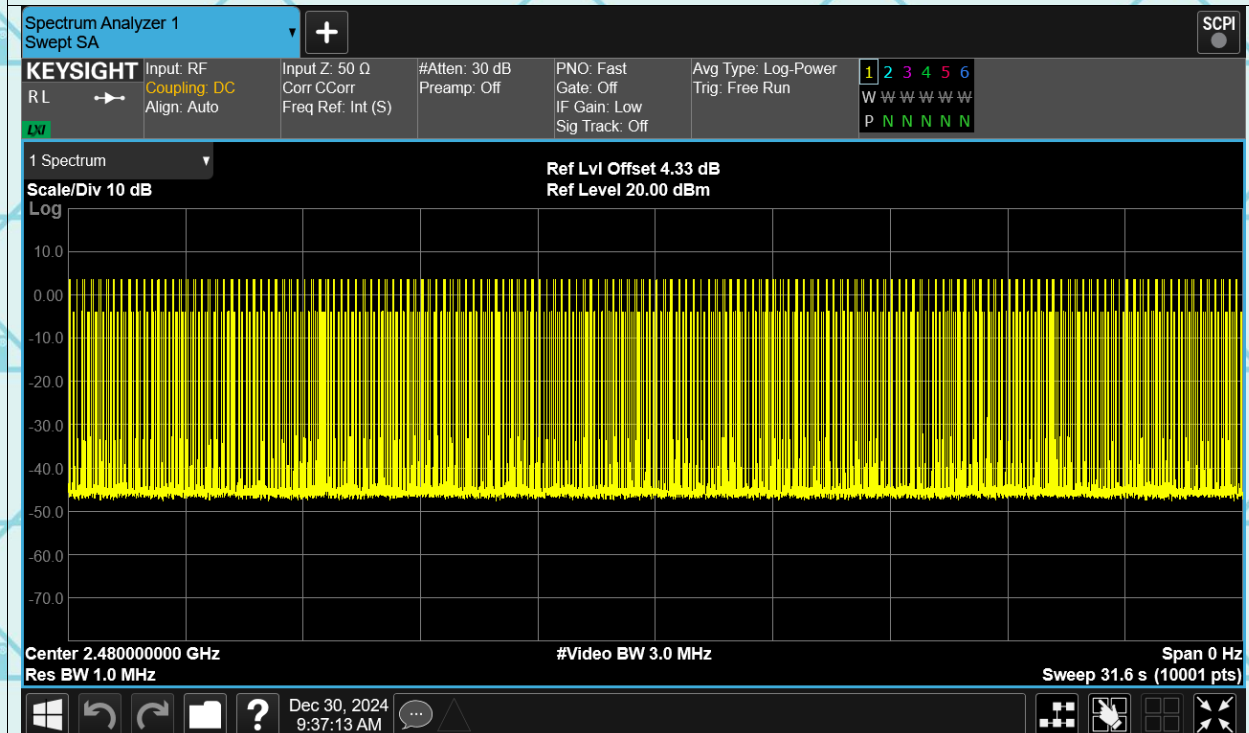 Spectrum Analyzer 1
Swept SA
+
SCPI
KEYSIGHT
RL
LXI
Input: RF
Coupling: DC
Align: Auto
Input Z: 50 Ω
Corr CCorr
Freq Ref: Int (S)
#Atten: 30 dB
Preamp: Off
PNO: Fast
Gate: Off
IF Gain: Low
Sig Track: Off
Avg Type: Log-Power
Trig: Free Run
1 2 3 4 5 6
W W W W W W
P N N N N N
1 Spectrum
Scale/Div 10 dB
Ref Lvl Offset 4.33 dB
Ref Level 20.00 dBm
Log
10.0
0.00
-10.0
-20.0
-30.0
-40.0
-50.0
-60.0
-70.0
Center 2.480000000 GHz
#Video BW 3.0 MHz
Span 0 Hz
Res BW 1.0 MHz
Sweep 31.6 s (10001 pts)
?
Dec 30, 2024
9:37:13 AM